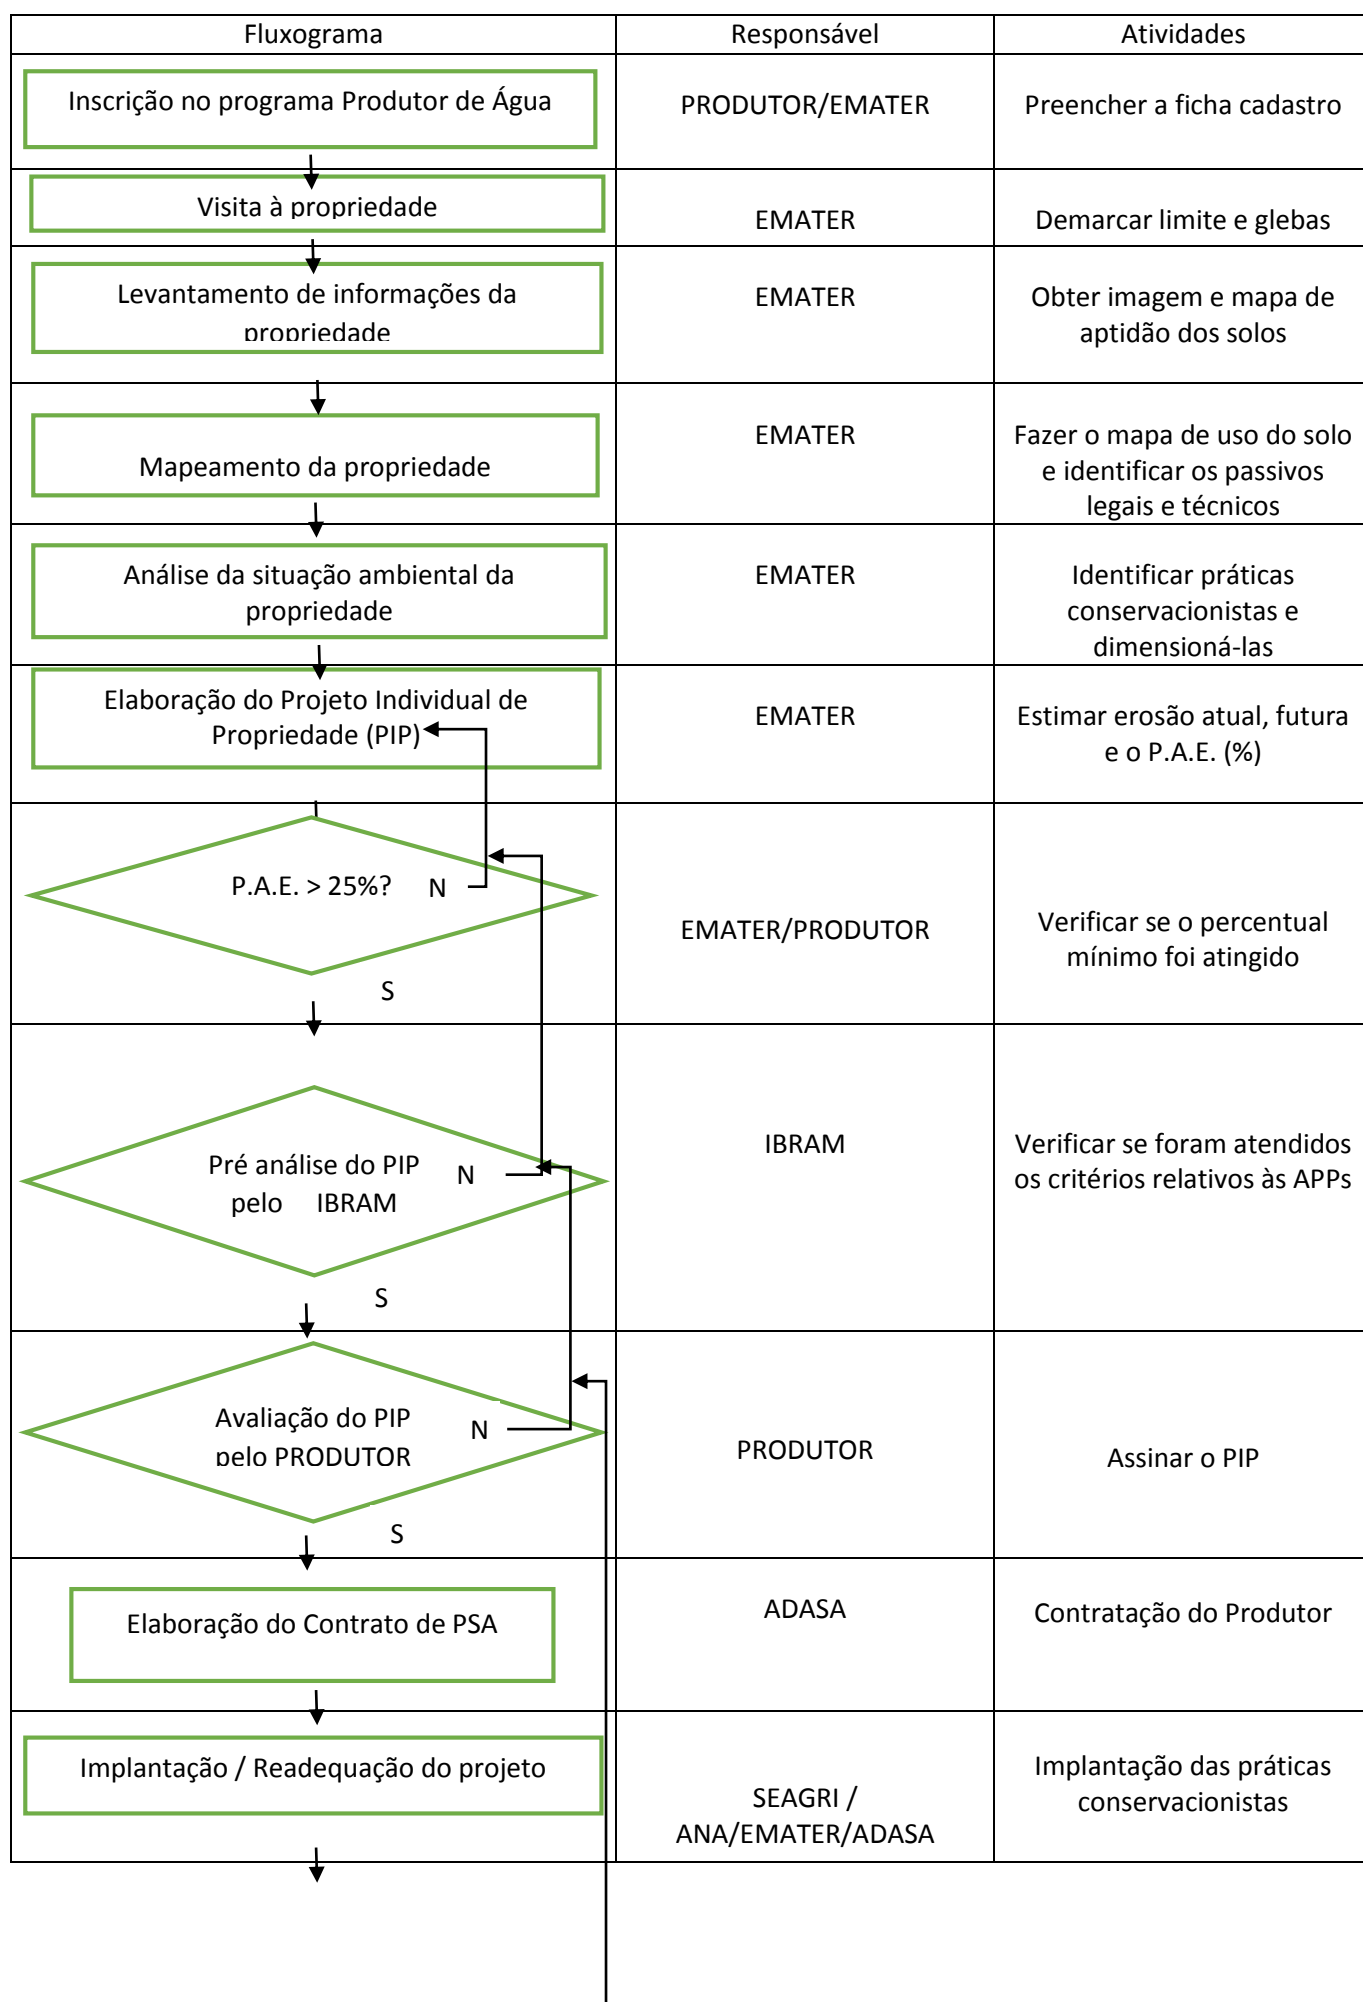 Fluxograma
Responsável
Atividades
Inscrição no programa Produtor de Água
PRODUTOR/EMATER
Preencher a ficha cadastro
Visita à propriedade
EMATER
Demarcar limite e glebas
Levantamento de informações da
propriedade
EMATER
Obter imagem e mapa de
aptidão dos solos
Mapeamento da propriedade
EMATER
Fazer o mapa de uso do solo
e identificar os passivos
legais e técnicos
Análise da situação ambiental da
propriedade
EMATER
Identificar práticas
conservacionistas e
dimensioná-las
Elaboração do Projeto Individual de
Propriedade (PIP)
EMATER
Estimar erosão atual, futura
e o P.A.E. (%)
P.A.E. > 25%?
N
S
EMATER/PRODUTOR
Verificar se o percentual
mínimo foi atingido
Pré análise do PIP
pelo IBRAM
N
S
IBRAM
Verificar se foram atendidos
os critérios relativos às APPs
Avaliação do PIP
pelo PRODUTOR
N
S
PRODUTOR
Assinar o PIP
Elaboração do Contrato de PSA
ADASA
Contratação do Produtor
Implantação / Readequação do projeto
SEAGRI /
ANA/EMATER/ADASA
Implantação das práticas
conservacionistas